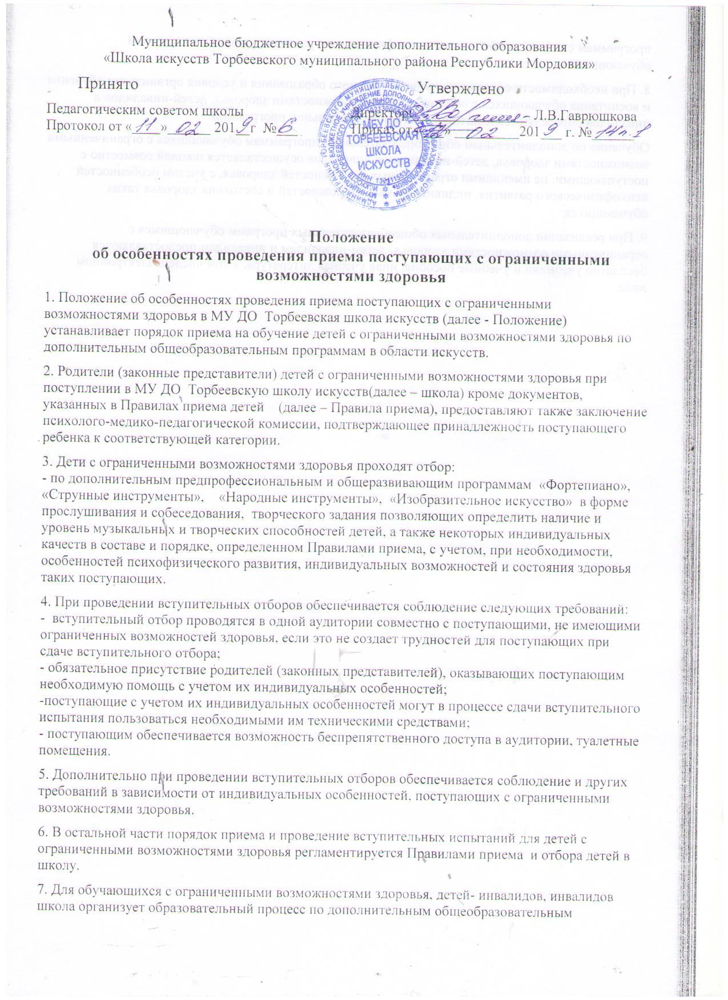 Муниципальное бюджетное учреждение дополнительного образования
«Школа искусств Торбеевского муниципального района Республики Мордовия»
Принято Утверждено
Педагогическим советом школы Директор Л.В.Гаврюшкова
Протокол от «11» 02 2019 г № 6. Приказ от « » 02 2019 г. № 14п.1
МБУ ДО
ТОРБЕЕВСКАЯ
ШКОЛА
ИСКУССТВ
ИНН 1321115534
Положение
об особенностях проведения приема поступающих с ограниченными
возможностями здоровья
1. Положение об особенностях проведения приема поступающих с ограниченными
возможностями здоровья в МУ ДО Торбеевская школа искусств (далее - Положение)
устанавливает порядок приема на обучение детей с ограниченными возможностями здоровья по
дополнительным общеобразовательным программам в области искусств.
2. Родители (законные представители) детей с ограниченными возможностями здоровья при
поступлении в МУ ДО Торбеевскую школу искусств(далее – школа) кроме документов,
указанных в Правилах приема детей (далее – Правила приема), предоставляют также заключение
психолого-медико-педагогической комиссии, подтверждающее принадлежность поступающего
ребенка к соответствующей категории.
3. Дети с ограниченными возможностями здоровья проходят отбор:
- по дополнительным предпрофессиональным и общеразвивающим программам «Фортепиано»,
«Струнные инструменты», «Народные инструменты», «Изобразительное искусство» в форме
прослушивания и собеседования, творческого задания позволяющих определить наличие и
уровень музыкальных и творческих способностей детей, а также некоторых индивидуальных
качеств в составе и порядке, определенном Правилами приема, с учетом, при необходимости,
особенностей психофизического развития, индивидуальных возможностей и состояния здоровья
таких поступающих.
4. При проведении вступительных отборов обеспечивается соблюдение следующих требований:
- вступительный отбор проводятся в одной аудитории совместно с поступающими, не имеющими
ограниченных возможностей здоровья, если это не создает трудностей для поступающих при
сдаче вступительного отбора;
- обязательное присутствие родителей (законных представителей), оказывающих поступающим
необходимую помощь с учетом их индивидуальных особенностей;
-поступающие с учетом их индивидуальных особенностей могут в процессе сдачи вступительного
испытания пользоваться необходимыми им техническими средствами;
- поступающим обеспечивается возможность беспрепятственного доступа в аудитории, туалетные
помещения.
5. Дополнительно при проведении вступительных отборов обеспечивается соблюдение и других
требований в зависимости от индивидуальных особенностей, поступающих с ограниченными
возможностями здоровья.
6. В остальной части порядок приема и проведение вступительных испытаний для детей с
ограниченными возможностями здоровья регламентируется Правилами приема и отбора детей в
школу.
7. Для обучающихся с ограниченными возможностями здоровья, детей- инвалидов, инвалидов
школа организует образовательный процесс по дополнительным общеобразовательным